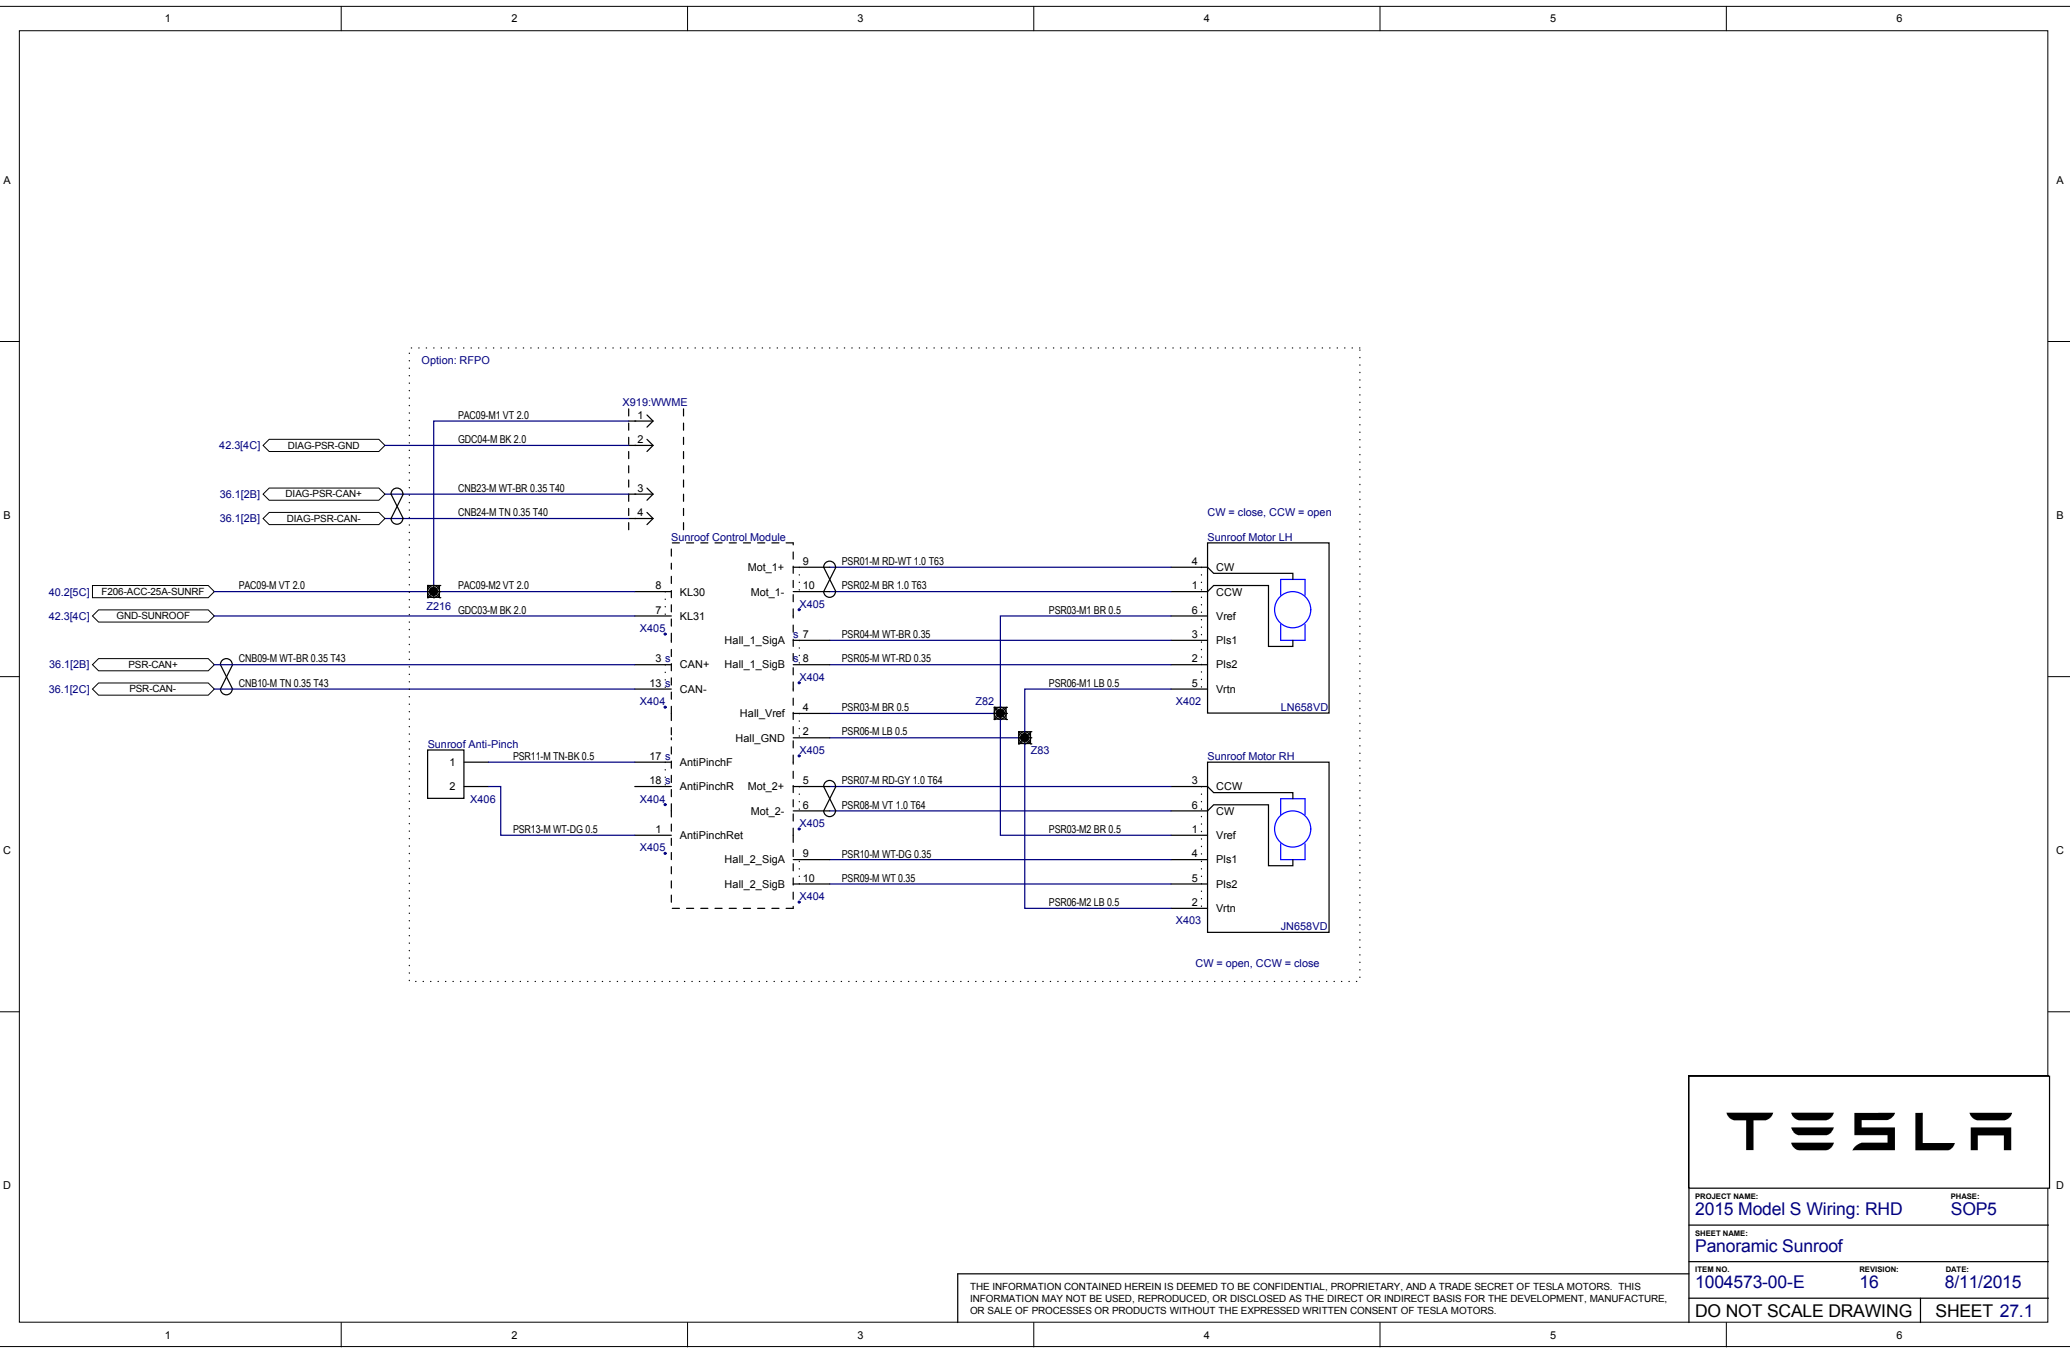 1 2 3 4 5 6
A A
Option: RFPO
X919:WWME
PAC09-M1 VT 2.0 1
42.3[4C] DIAG-PSR-GND GDC04-M BK 2.0 2
36.1[2B] DIAG-PSR-CAN+ CNB23-M WT-BR 0.35 T40 3
36.1[2B] DIAG-PSR-CAN- CNB24-M TN 0.35 T40 4
B B
CW = close, CCW = open
Sunroof Control Module Sunroof Motor LH
Mot_1+ 9 PSR01-M RD-WT 1.0 T63 4 CW
40.2[5C] F206-ACC-25A-SUNRF PAC09-M VT 2.0 PAC09-M2 VT 2.0 8 KL30 Mot_1- 10 PSR02-M BR 1.0 T63 1 CCW
Z216 X405
42.3[4C] GND-SUNROOF GDC03-M BK 2.0 7 KL31 PSR03-M1 BR 0.5 6 Vref
X405
Hall_1_SigA s 7 PSR04-M WT-BR 0.35 3 Pls1
36.1[2B] PSR-CAN+ CNB09-M WT-BR 0.35 T43 3 s CAN+ Hall_1_SigB s 8 PSR05-M WT-RD 0.35 2 Pls2
X404
36.1[2C] PSR-CAN- CNB10-M TN 0.35 T43 13 s CAN- PSR06-M1 LB 0.5 5 Vrtn
X404 Z82 X402 LN658VD
Hall_Vref 4 PSR03-M BR 0.5
Hall_GND 2 PSR06-M LB 0.5
X405 Z83
Sunroof Anti-Pinch Sunroof Motor RH
1 PSR11-M TN-BK 0.5 17 s AntiPinchF
2 18 s AntiPinchR Mot_2+ 5 PSR07-M RD-GY 1.0 T64 3 CCW
X406 X404
Mot_2- 6 PSR08-M VT 1.0 T64 6 CW
X405
PSR13-M WT-DG 0.5 1 AntiPinchRet PSR03-M2 BR 0.5 1 Vref
X405
C C
Hall_2_SigA 9 PSR10-M WT-DG 0.35 4 Pls1
Hall_2_SigB 10 PSR09-M WT 0.35 5 Pls2
X404
PSR06-M2 LB 0.5 2 Vrtn
X403 JN658VD
CW = open, CCW = close
TESLA
D D
PROJECT NAME: PHASE:
2015 Model S Wiring: RHD SOP5
SHEET NAME:
Panoramic Sunroof
ITEM NO. REVISION: DATE:
1004573-00-E 16 8/11/2015
DO NOT SCALE DRAWING SHEET 27.1
THE INFORMATION CONTAINED HEREIN IS DEEMED TO BE CONFIDENTIAL, PROPRIETARY, AND A TRADE SECRET OF TESLA MOTORS. THIS
INFORMATION MAY NOT BE USED, REPRODUCED, OR DISCLOSED AS THE DIRECT OR INDIRECT BASIS FOR THE DEVELOPMENT, MANUFACTURE,
OR SALE OF PROCESSES OR PRODUCTS WITHOUT THE EXPRESSED WRITTEN CONSENT OF TESLA MOTORS.
1 2 3 4 5 6